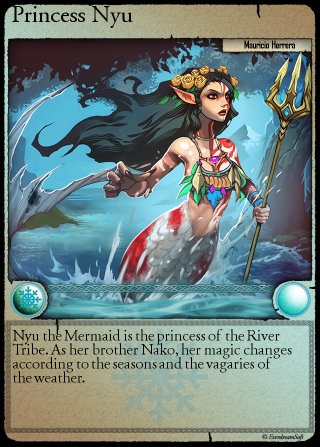 Princess Nyu
Mauricio Herrera
Nyu the Mermaid is the princess of the River
Tribe. As her brother Nako, her magic changes
according to the seasons and the vagaries of
the weather.
© EverdreamSoft